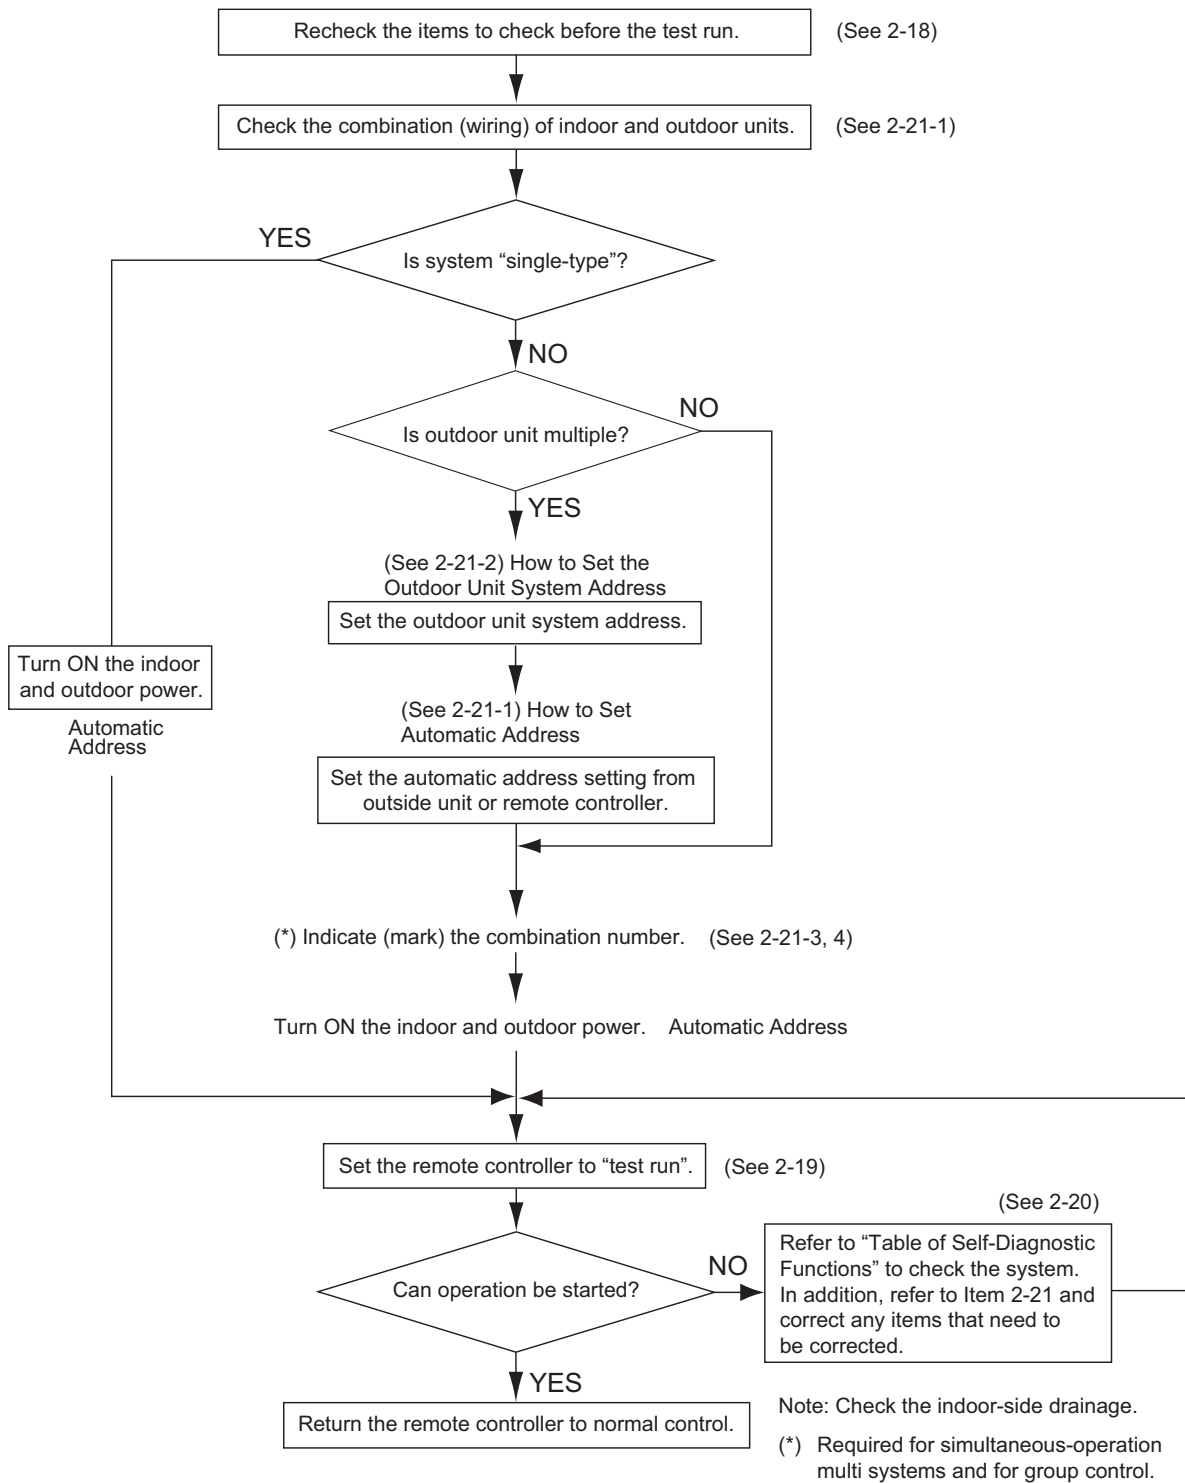 Recheck the items to check before the test run.
(See 2-18)
Check the combination (wiring) of indoor and outdoor units.
(See 2-21-1)
YES
Is system “single-type”?
NO
NO
Is outdoor unit multiple?
YES
(See 2-21-2) How to Set the
Outdoor Unit System Address
Set the outdoor unit system address.
Turn ON the indoor
and outdoor power.
Automatic
Address
(See 2-21-1) How to Set
Automatic Address
Set the automatic address setting from
outside unit or remote controller.
(*) Indicate (mark) the combination number.
(See 2-21-3, 4)
Turn ON the indoor and outdoor power.
Automatic Address
Set the remote controller to “test run”.
(See 2-19)
(See 2-20)
Can operation be started?
NO
Refer to “Table of Self-Diagnostic
Functions” to check the system.
In addition, refer to Item 2-21 and
correct any items that need to
be corrected.
YES
Return the remote controller to normal control.
Note: Check the indoor-side drainage.
(*) Required for simultaneous-operation
multi systems and for group control.